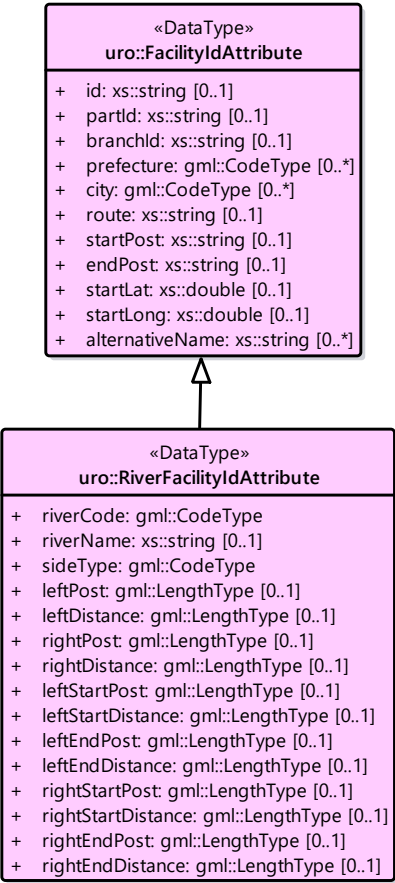 «DataType»
uro::FacilityIdAttribute
+ id: xs::string [0..1]
+ partId: xs::string [0..1]
+ branchId: xs::string [0..1]
+ prefecture: gml::CodeType [0..*]
+ city: gml::CodeType [0..*]
+ route: xs::string [0..1]
+ startPost: xs::string [0..1]
+ endPost: xs::string [0..1]
+ startLat: xs::double [0..1]
+ startLong: xs::double [0..1]
+ alternativeName: xs::string [0..*]
«DataType»
uro::RiverFacilityIdAttribute
+ riverCode: gml::CodeType
+ riverName: xs::string [0..1]
+ sideType: gml::CodeType
+ leftPost: gml::LengthType [0..1]
+ leftDistance: gml::LengthType [0..1]
+ rightPost: gml::LengthType [0..1]
+ rightDistance: gml::LengthType [0..1]
+ leftStartPost: gml::LengthType [0..1]
+ leftStartDistance: gml::LengthType [0..1]
+ leftEndPost: gml::LengthType [0..1]
+ leftEndDistance: gml::LengthType [0..1]
+ rightStartPost: gml::LengthType [0..1]
+ rightStartDistance: gml::LengthType [0..1]
+ rightEndPost: gml::LengthType [0..1]
+ rightEndDistance: gml::LengthType [0..1]